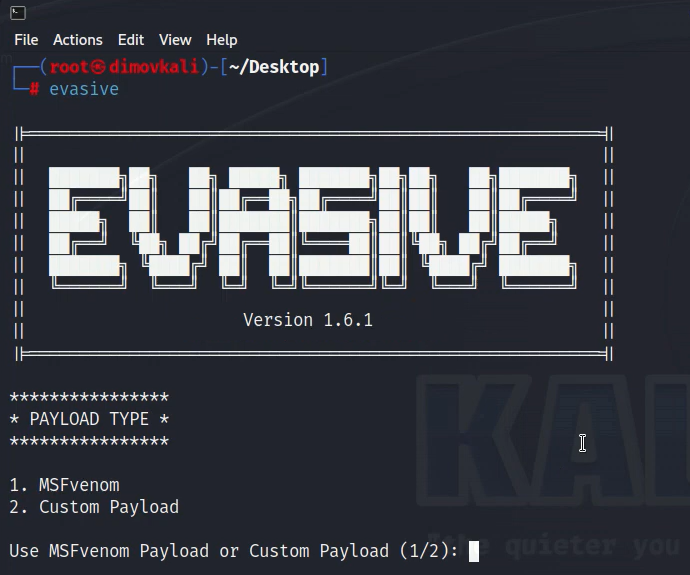 File Actions Edit View Help
┌──(root㉿dimovkali)-[~/Desktop]
└─# evasive
EVASIVE
Version 1.6.1
****************
* PAYLOAD TYPE *
****************
1. MSFvenom
2. Custom Payload
Use MSFvenom Payload or Custom Payload (1/2):
KAL
"the quieter you